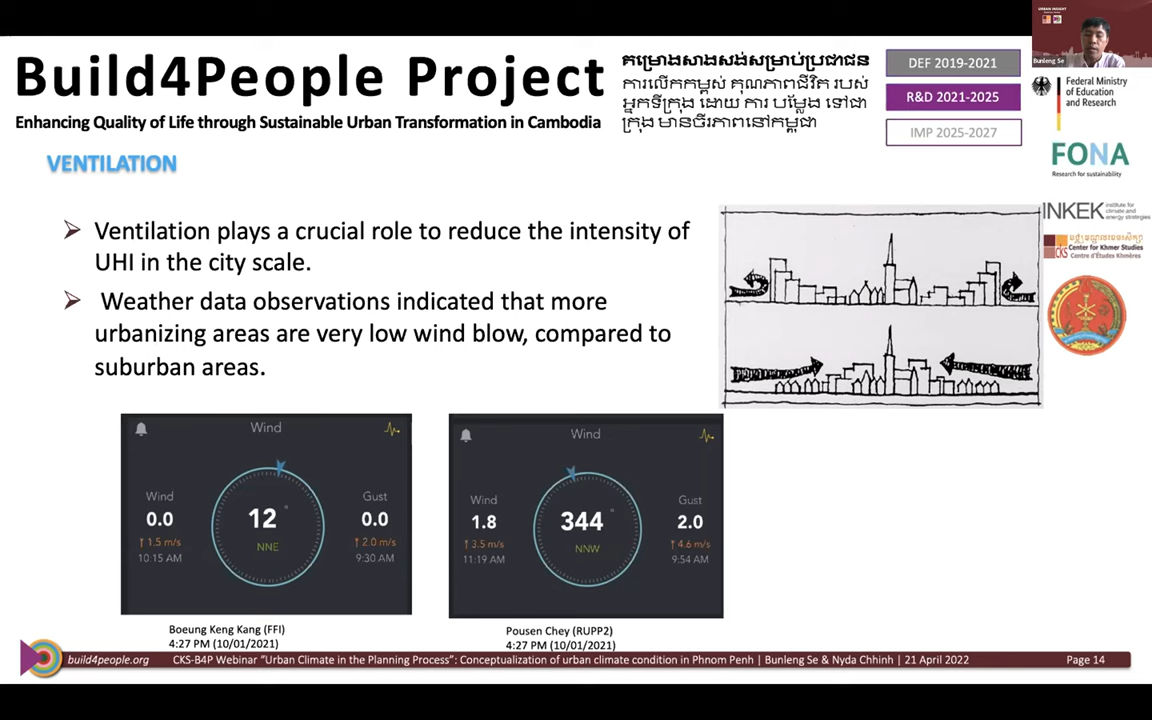 Build4People Project
Enhancing Quality of Life through Sustainable Urban Transformation in Cambodia
គម្រោងសាងសង់សម្រាប់ប្រជាជន
ការលើកកម្ពស់ គុណភាពជីវិត របស់
អ្នកទីក្រុង ដោយ ការ បម្លែង ទៅជា
ក្រុង មានចីរភាពនៅកម្ពុជា
DEF 2019-2021
R&D 2021-2025
IMP 2025-2027
URBAN INSIGHT
Bunleng Se
Federal Ministry
of Education
and Research
FONA
Research for sustainability
INKEK
institute for
climate and
energy strategies
CKS
Center for Khmer Studies
Centre d'Études Khmères
VENTILATION
➢ Ventilation plays a crucial role to reduce the intensity of
UHI in the city scale.
➢ Weather data observations indicated that more
urbanizing areas are very low wind blow, compared to
suburban areas.
Wind
Wind
0.0
↑ 1.5 m/s
10:15 AM
12°
NNE
Gust
0.0
↑ 2.0 m/s
9:30 AM
Boeung Keng Kang (FFI)
4:27 PM (10/01/2021)
Wind
Wind
1.8
↑ 3.5 m/s
11:19 AM
344°
NNW
Gust
2.0
↑ 4.6 m/s
9:54 AM
Pousen Chey (RUPP2)
4:27 PM (10/01/2021)
build4people.org
CKS-B4P Webinar "Urban Climate in the Planning Process": Conceptualization of urban climate condition in Phnom Penh | Bunleng Se & Nyda Chhinh | 21 April 2022
Page 14